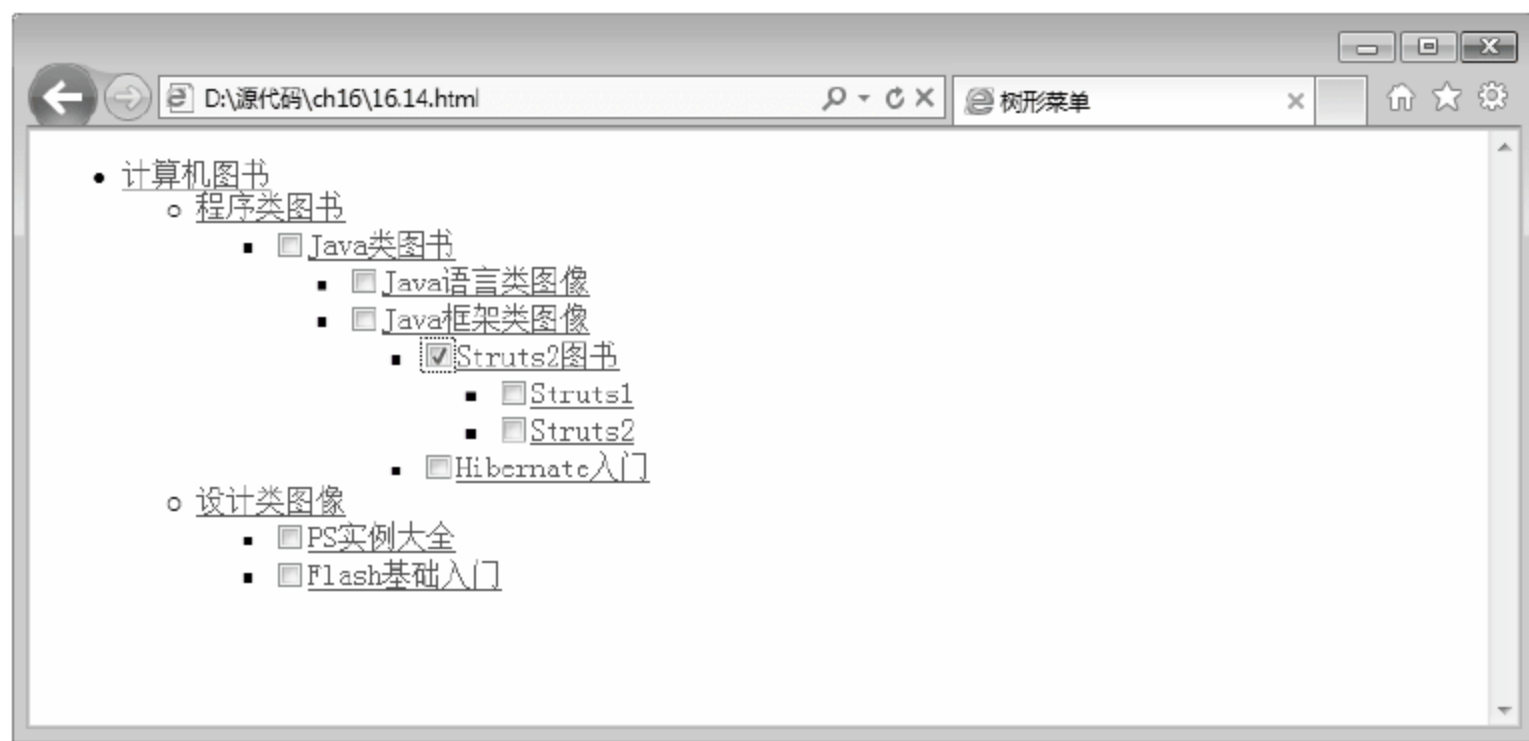 D:\源代码\ch16\16.14.html
树形菜单
计算机图书
程序类图书
Java类图书
Java语言类图像
Java框架类图像
Struts2图书
Struts1
Struts2
Hibernate入门
设计类图像
PS实例大全
Flash基础入门